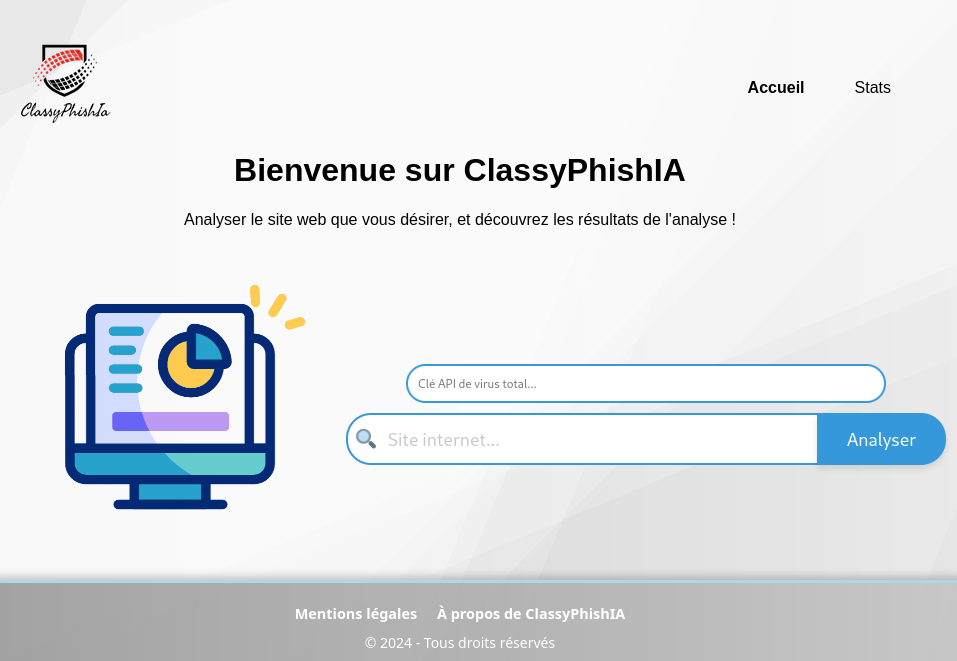 ClassyPhishIa
Accueil Stats
Bienvenue sur ClassyPhishIA
Analyser le site web que vous désirer, et découvrez les résultats de l'analyse !
Clé API de virus total...
Site internet...
Analyser
Mentions légales À propos de ClassyPhishIA
© 2024 - Tous droits réservés